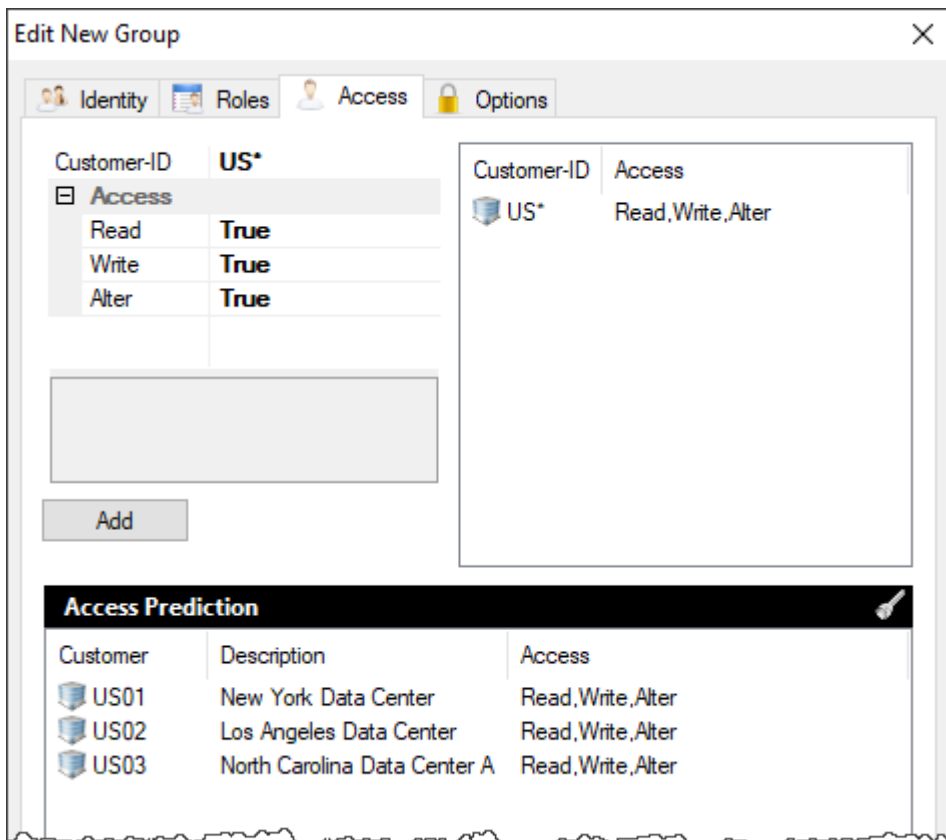 Edit New Group
Identity Roles Access Options
Customer-ID US*
Access
Read True
Write True
Alter True
Add
Customer-ID Access
US* Read,Write,Alter
Access Prediction
Customer Description Access
US01 New York Data Center Read,Write,Alter
US02 Los Angeles Data Center Read,Write,Alter
US03 North Carolina Data Center A Read,Write,Alter